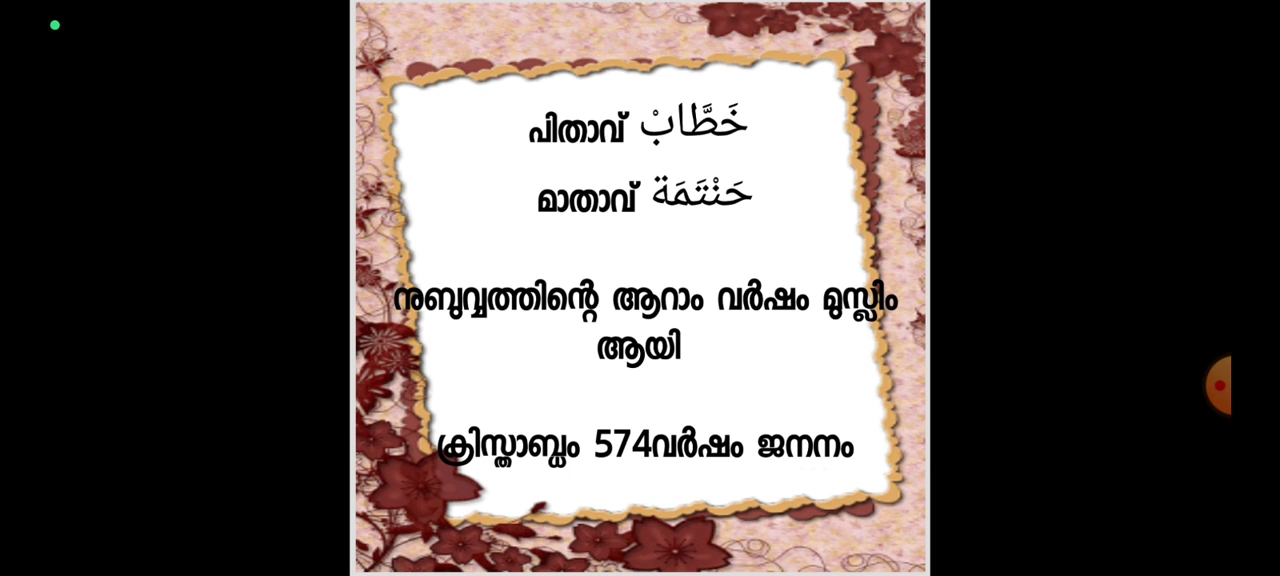 പിതാവ് خَطَّابْ
മാതാവ് حَنْتَمَة
നുബുവ്വത്തിന്റെ ആറാം വർഷം മുസ്ലിം
ആയി
ക്രിസ്താബ്ധം 574വർഷം ജനനം